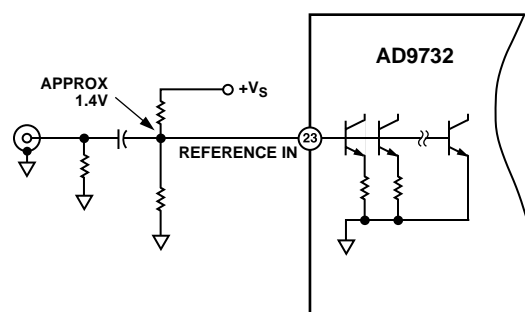 AD9732
APPROX
1.4V
+VS
REFERENCE IN
23